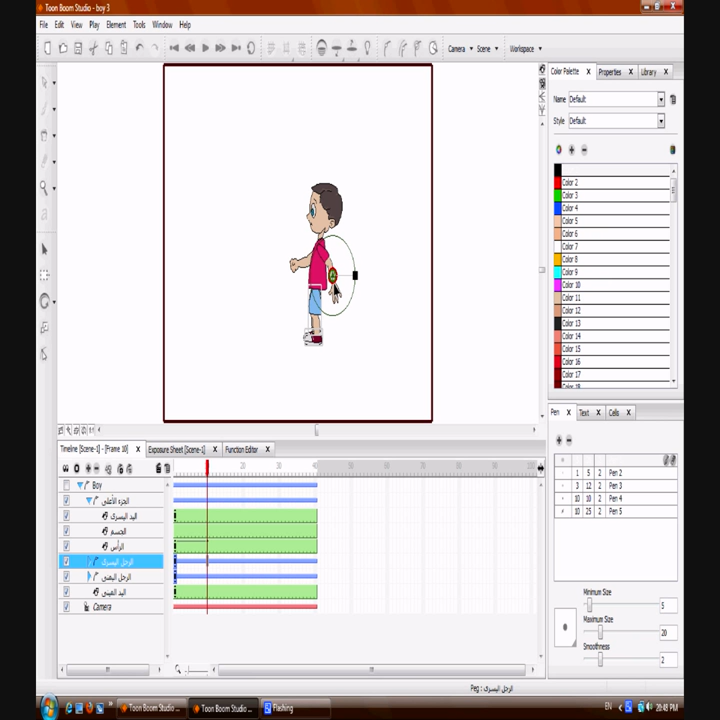 Toon Boom Studio - boy 3
File Edit View Play Element Tools Window Help
Camera Scene Workspace
Color Palette Properties Library
Name Default
Style Default
Color 2
Color 3
Color 4
Color 5
Color 6
Color 7
Color 8
Color 9
Color 10
Color 11
Color 12
Color 13
Color 14
Color 15
Color 16
Color 17
Color 18
Pen Text Cells
1 5 2 Pen 2
3 12 2 Pen 3
10 10 2 Pen 4
10 25 2 Pen 5
Minimum Size
5
Maximum Size
20
Smoothness
2
Timeline [Scene-1] - [Frame 10] Exposure Sheet [Scene-1] Function Editor
20 30 40
Boy
الجزء الأعلى
اليد اليسرى
الجسم
الرأس
الرجل اليسرى
الرجل اليمنى
اليد اليمنى
Camera
Peg : الرجل اليسرى
Toon Boom Studio ... Toon Boom Studio ... Flashing EN 20:48 PM